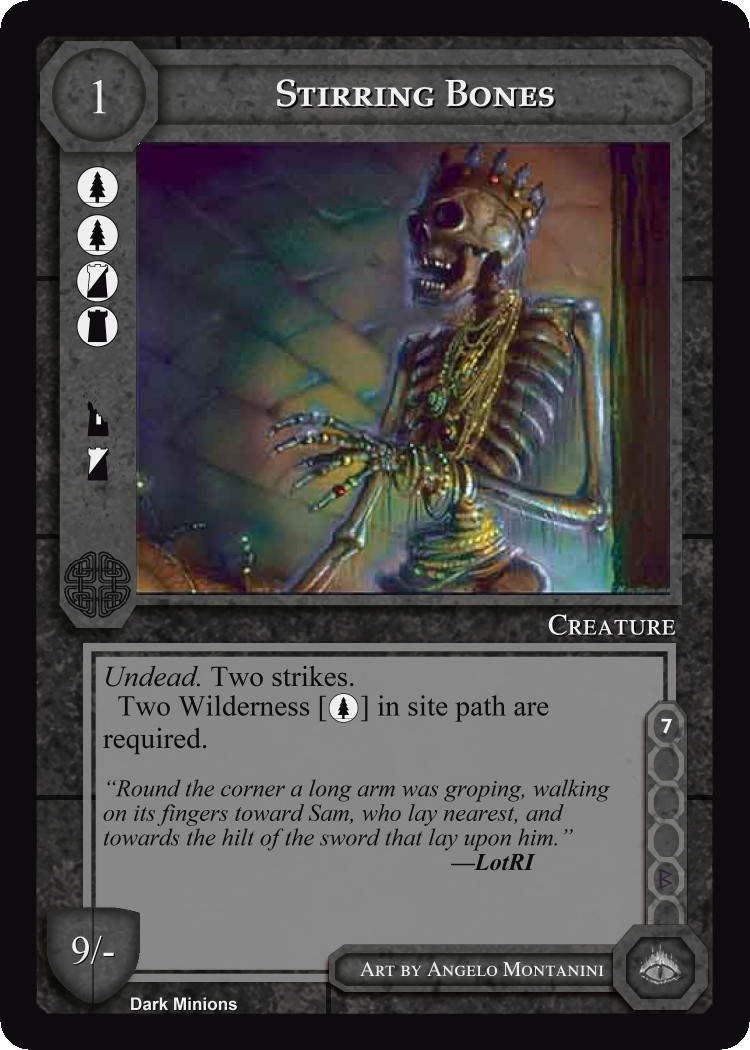 1
Stirring Bones
Creature
Undead. Two strikes.
Two Wilderness [ ] in site path are
required.
“Round the corner a long arm was groping, walking
on its fingers toward Sam, who lay nearest, and
towards the hilt of the sword that lay upon him.”
—LotRI
7
ᛒ
9/-
Art by Angelo Montanini
Dark Minions